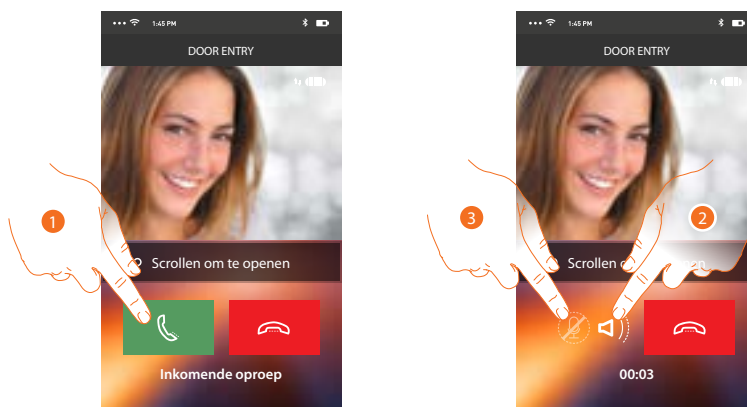 1:45 PM
DOOR ENTRY
1
Scrollen om te openen
Inkomende oproep
1:45 PM
DOOR ENTRY
3
2
Scrollen
00:03